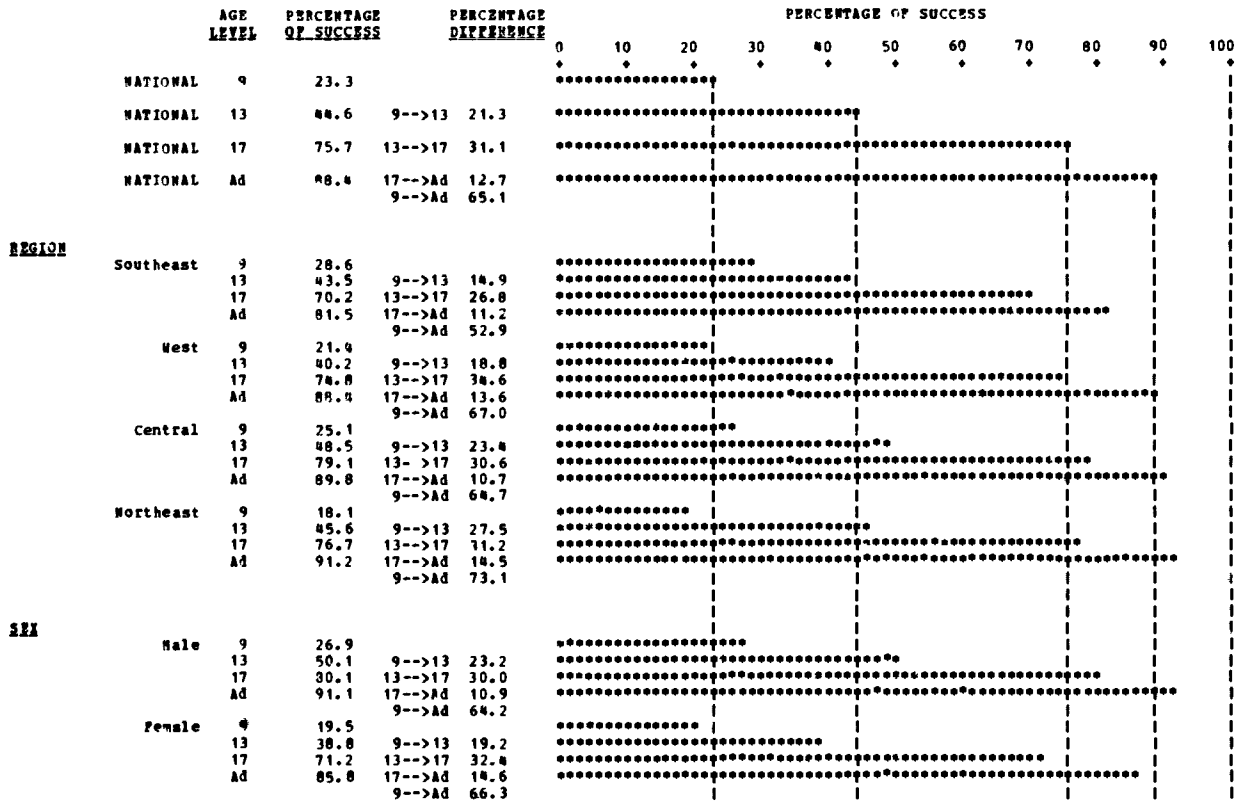 AGE PERCENTAGE PERCENTAGE PERCENTAGE OF SUCCESS
LEVEL OF SUCCESS DIFFERENCE
0 10 20 30 40 50 60 70 80 90 100
NATIONAL 9 23.3
NATIONAL 13 44.6 9-->13 21.3
NATIONAL 17 75.7 13-->17 31.1
NATIONAL Ad 88.4 17-->Ad 12.7
9-->Ad 65.1
REGION
Southeast 9 28.6
13 43.5 9-->13 14.9
17 70.2 13-->17 26.8
Ad 81.5 17-->Ad 11.2
9-->Ad 52.9
West 9 21.4
13 40.2 9-->13 18.8
17 74.8 13-->17 34.6
Ad 88.4 17-->Ad 13.6
9-->Ad 67.0
Central 9 25.1
13 48.5 9-->13 23.4
17 79.1 13- >17 30.6
Ad 89.8 17-->Ad 10.7
9-->Ad 64.7
Northeast 9 18.1
13 45.6 9-->13 27.5
17 76.7 13-->17 31.2
Ad 91.2 17-->Ad 14.5
9-->Ad 73.1
SEX
Male 9 26.9
13 50.1 9-->13 23.2
17 80.1 13-->17 30.0
Ad 91.1 17-->Ad 10.9
9-->Ad 64.2
Female 19.5
13 38.8 9-->13 19.2
17 71.2 13-->17 32.4
Ad 85.8 17-->Ad 14.6
9-->Ad 66.3